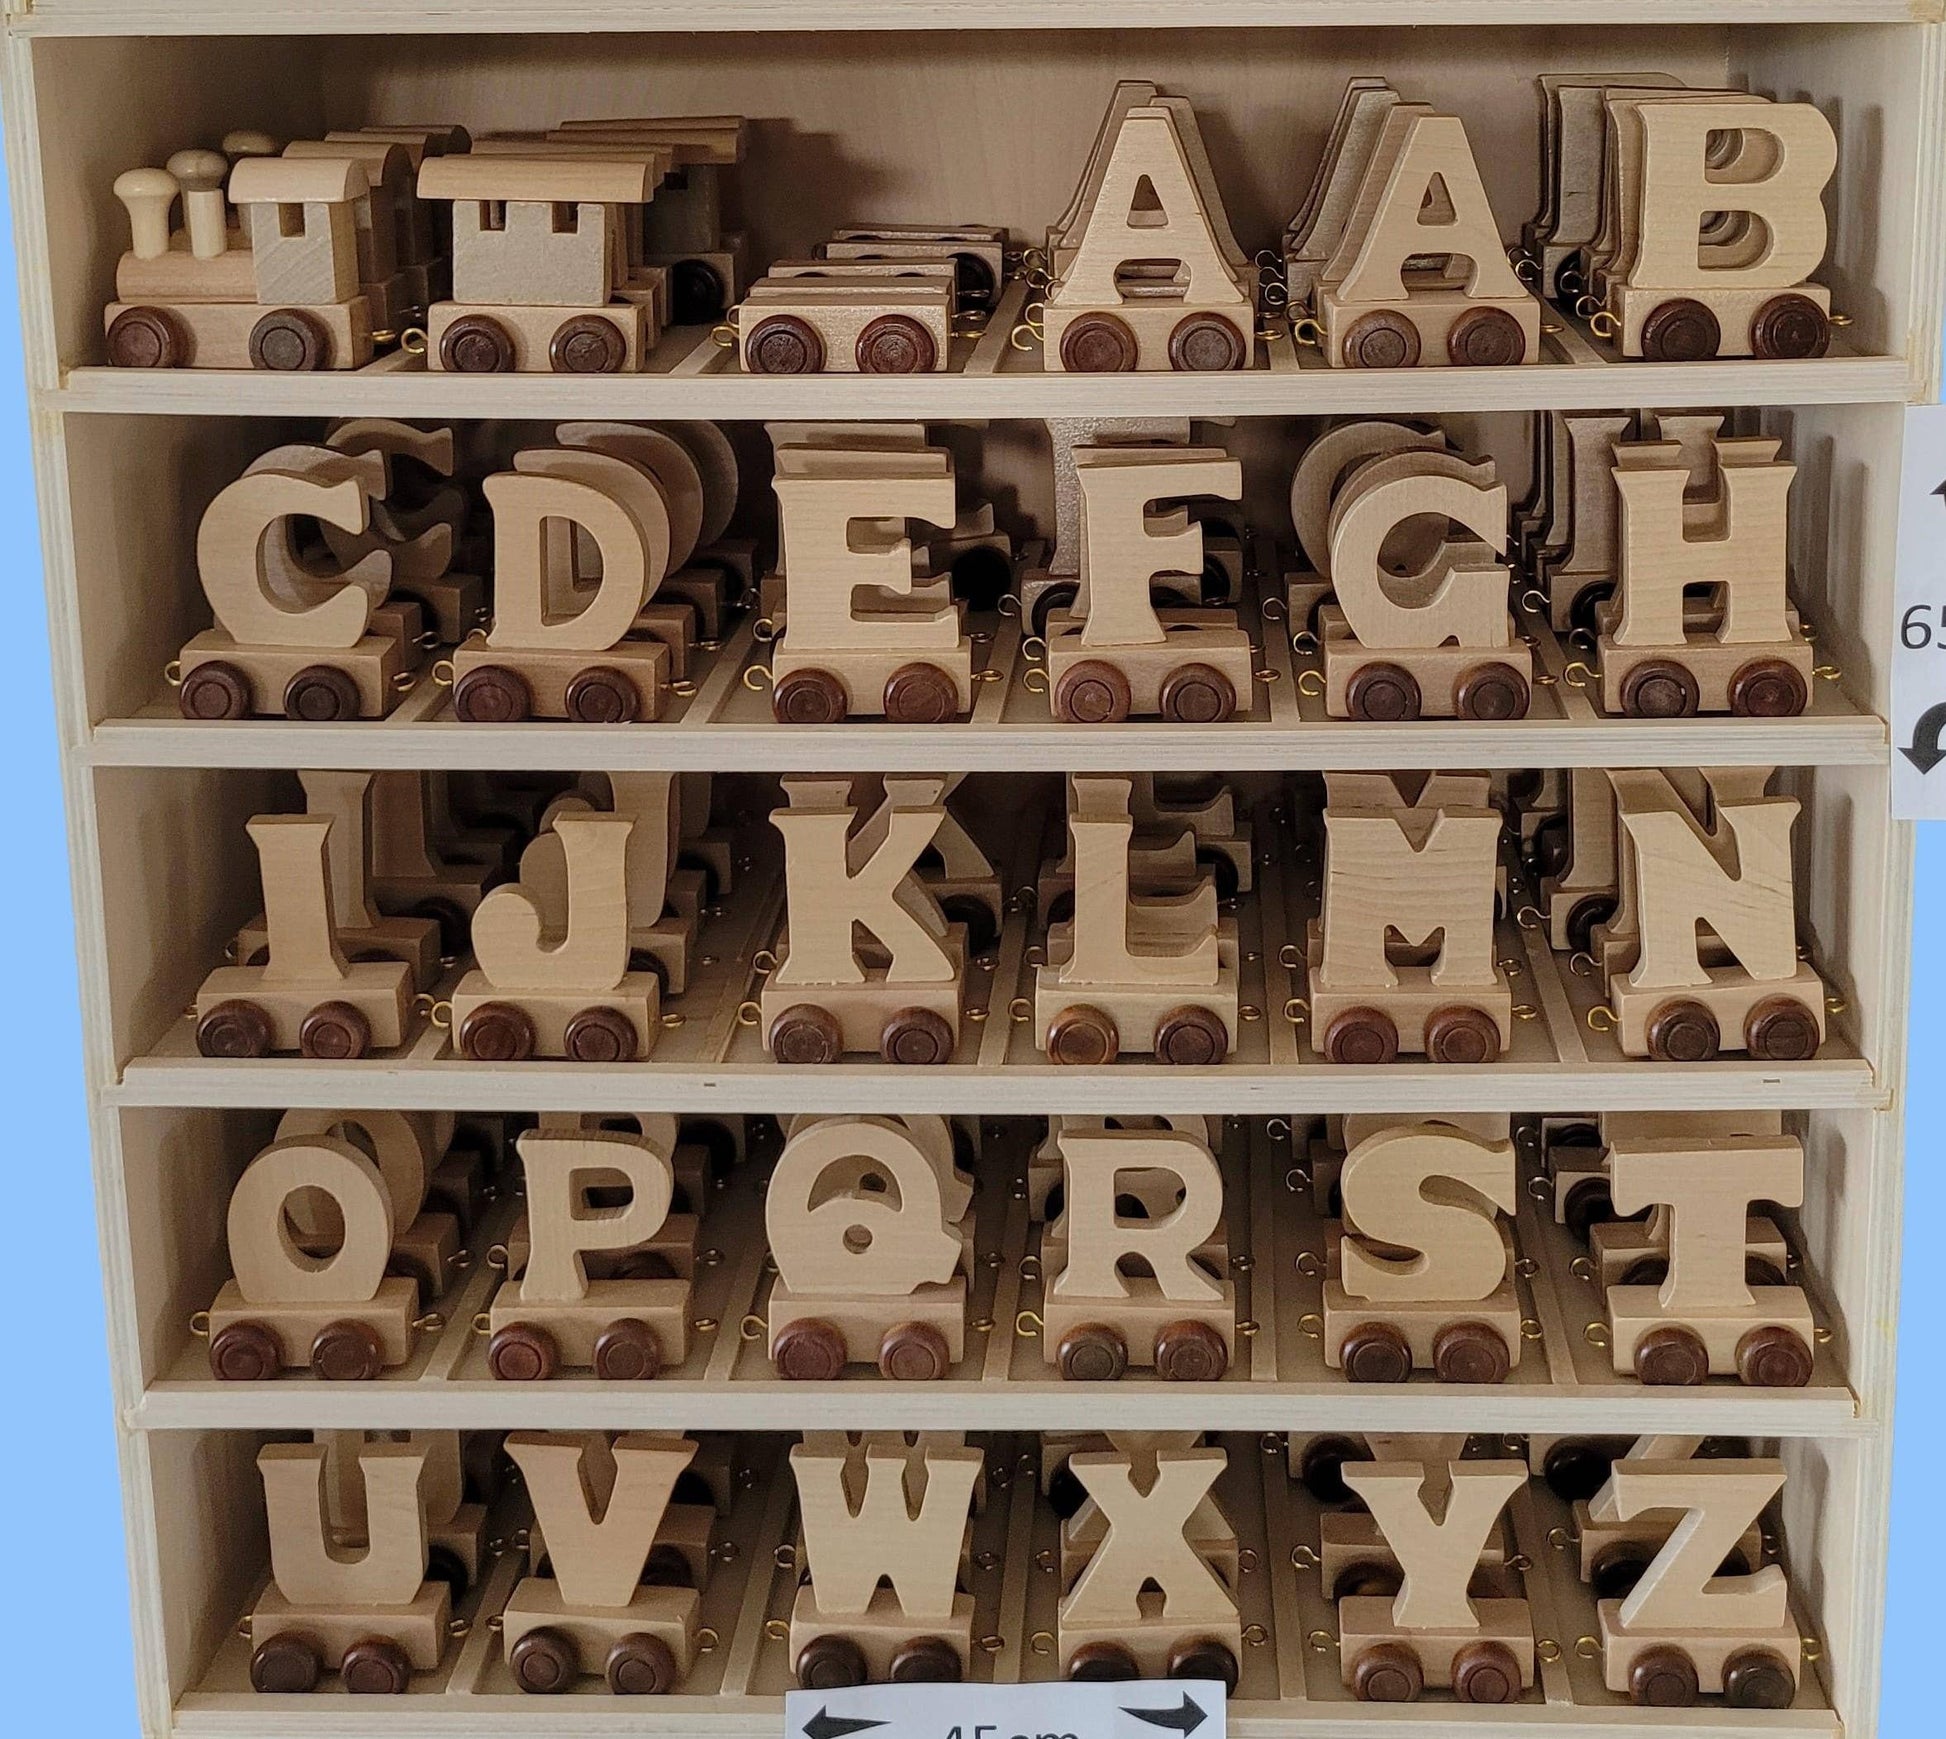 A A B
C D E F G H
65
I J K L M N
O P Q R S T
U V W X Y Z
45 cm